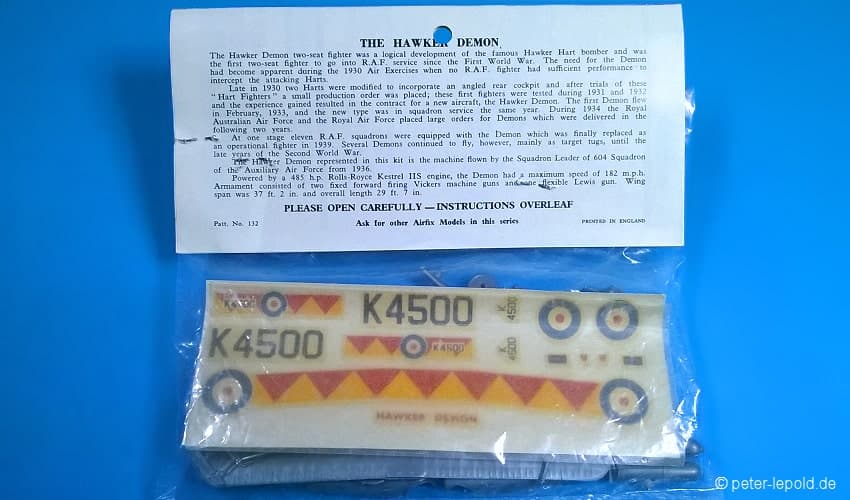 THE HAWKER DEMON
The Hawker Demon two-seat fighter was a logical development of the famous Hawker Hart bomber and was
the first two-seat fighter to go into R.A.F. service since the First World War. The need for the Demon
had become apparent during the 1930 Air Exercises when no R.A.F. fighter had sufficient performance to
intercept the attacking Harts.
Late in 1930 two Harts were modified to incorporate an angled rear cockpit and after trials of these
"Hart Fighters" a small production order was placed; these first fighters were tested during 1931 and 1932
and the experience gained resulted in the contract for a new aircraft, the Hawker Demon. The first Demon flew
in February, 1933, and the new type was in squadron service the same year. During 1934 the Royal
Australian Air Force and the Royal Air Force placed large orders for Demons which were delivered in the
following two years.
At one stage eleven R.A.F. squadrons were equipped with the Demon which was finally replaced as
an operational fighter in 1939. Several Demons continued to fly, however, mainly as target tugs, until the
late years of the Second World War.
The Hawker Demon represented in this kit is the machine flown by the Squadron Leader of 604 Squadron
of the Auxiliary Air Force from 1936.
Powered by a 485 h.p. Rolls-Royce Kestrel IIS engine, the Demon had a maximum speed of 182 m.p.h.
Armament consisted of two fixed forward firing Vickers machine guns and one flexible Lewis gun. Wing
span was 37 ft. 2 in. and overall length 29 ft. 7 in.
PLEASE OPEN CAREFULLY—INSTRUCTIONS OVERLEAF
Patt. No. 132 Ask for other Airfix Models in this series PRINTED IN ENGLAND
K4500
K4500
K
4500
K4500
K4500
K
4500
HAWKER DEMON
© peter-lepold.de